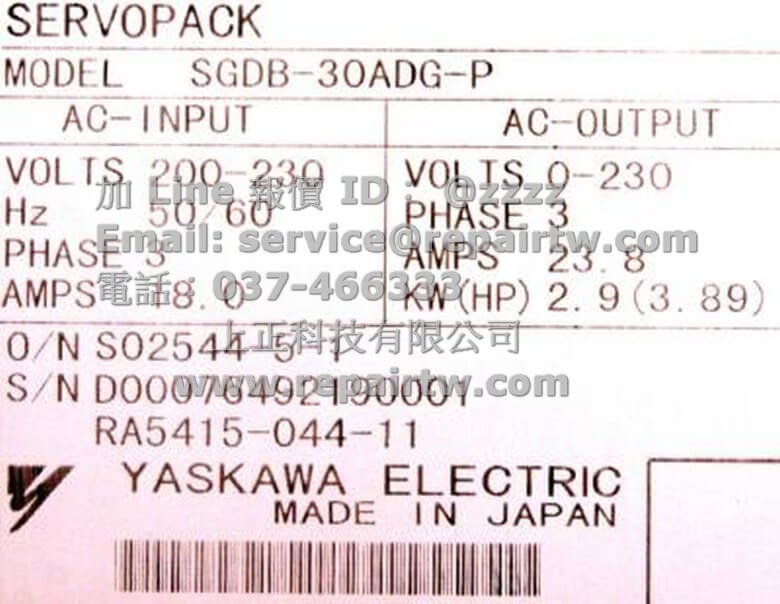 SERVOPACK
MODEL SGDB-30ADG-P
AC-INPUT AC-OUTPUT
VOLTS 200-230 VOLTS 0-230
加 Line 報價 ID： @zzzz
Hz 50/60 PHASE 3
Email: service@repairtw.com
PHASE 3 AMPS 23.8
電話：037-466333
AMPS 18.0 KW(HP) 2.9(3.89)
上正科技有限公司
O/N S02544-5-1
S/N D00076492190001
www.repairtw.com
RA5415-044-11
YASKAWA ELECTRIC
MADE IN JAPAN